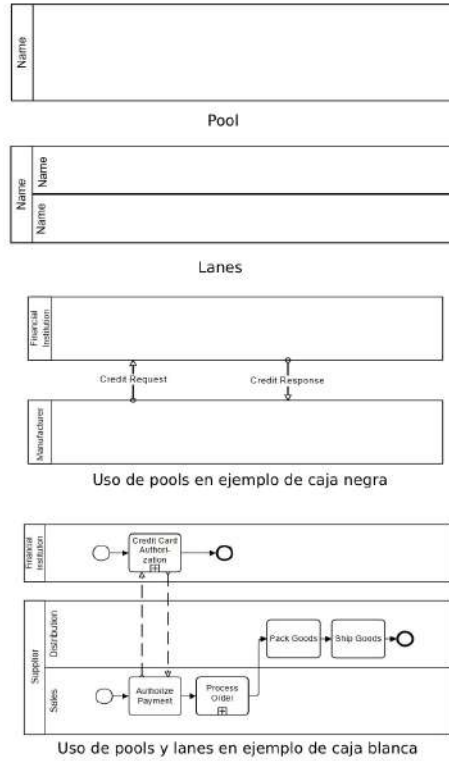 Name
Pool
Name
Name
Name
Lanes
Financial
Institution
Credit Request
Credit Response
Manufacturer
Uso de pools en ejemplo de caja negra
Financial
Institution
Credit Card
Authori-
zation
Supplier
Distribution
Pack Goods
Ship Goods
Sales
Authorize
Payment
Process
Order
Uso de pools y lanes en ejemplo de caja blanca